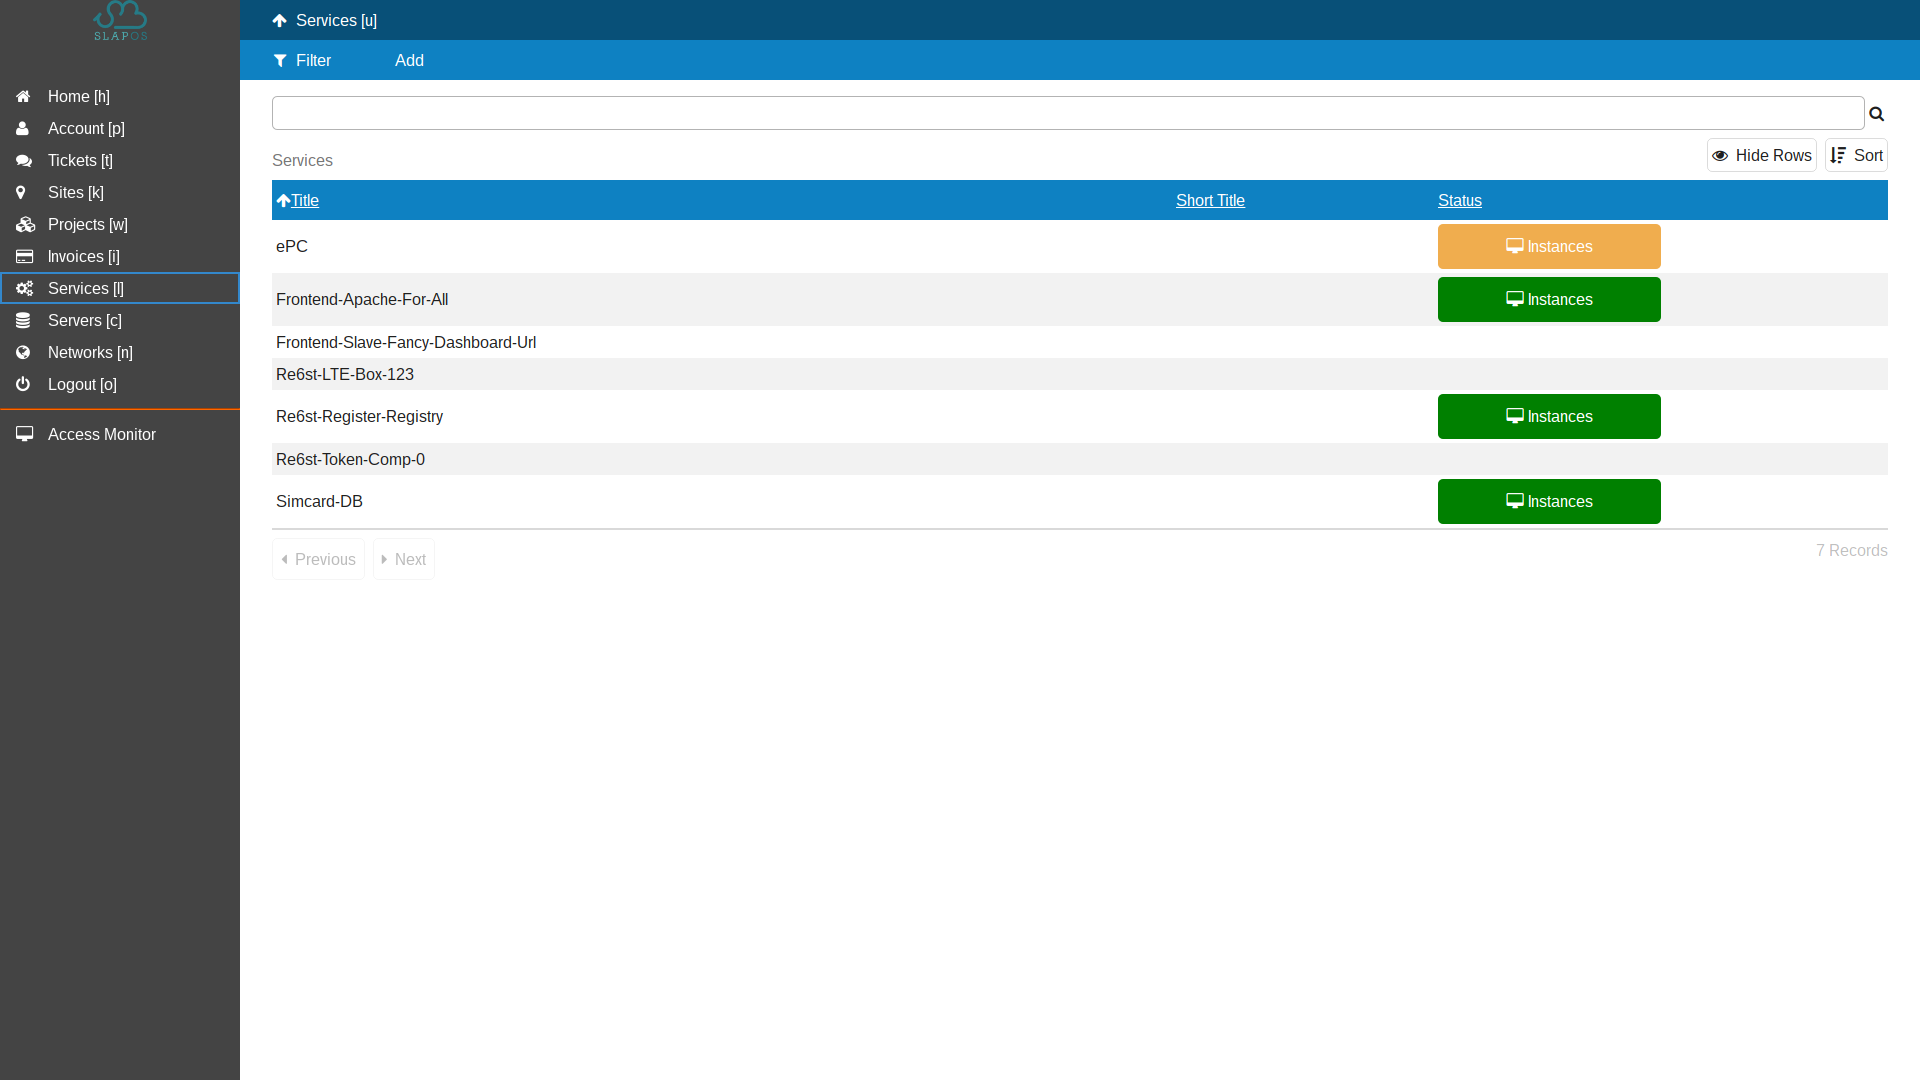 SLAPOS
Services [u]
Filter
Add
Home [h]
Account [p]
Tickets [t]
Sites [k]
Projects [w]
Invoices [i]
Services [l]
Servers [c]
Networks [n]
Logout [o]
Access Monitor
Services
Hide Rows
Sort
Title
Short Title
Status
ePC
Instances
Frontend-Apache-For-All
Instances
Frontend-Slave-Fancy-Dashboard-Url
Re6st-LTE-Box-123
Re6st-Register-Registry
Instances
Re6st-Token-Comp-0
Simcard-DB
Instances
Previous
Next
7 Records